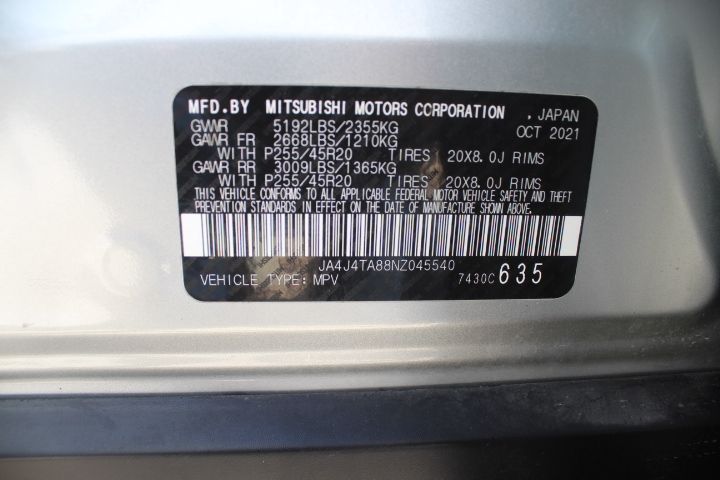 MFD.BY MITSUBISHI MOTORS CORPORATION , JAPAN
GVWR 5192LBS/2355KG OCT 2021
GAWR FR 2668LBS/1210KG
WITH P255/45R20 TIRES 20X8.0J RIMS
GAWR RR 3009LBS/1365KG
WITH P255/45R20 TIRES 20X8.0J RIMS
THIS VEHICLE CONFORMS TO ALL APPLICABLE FEDERAL MOTOR VEHICLE SAFETY AND THEFT
PREVENTION STANDARDS IN EFFECT ON THE DATE OF MANUFACTURE SHOWN ABOVE.
JA4J4TA88NZ045540
VEHICLE TYPE: MPV 7430C 635